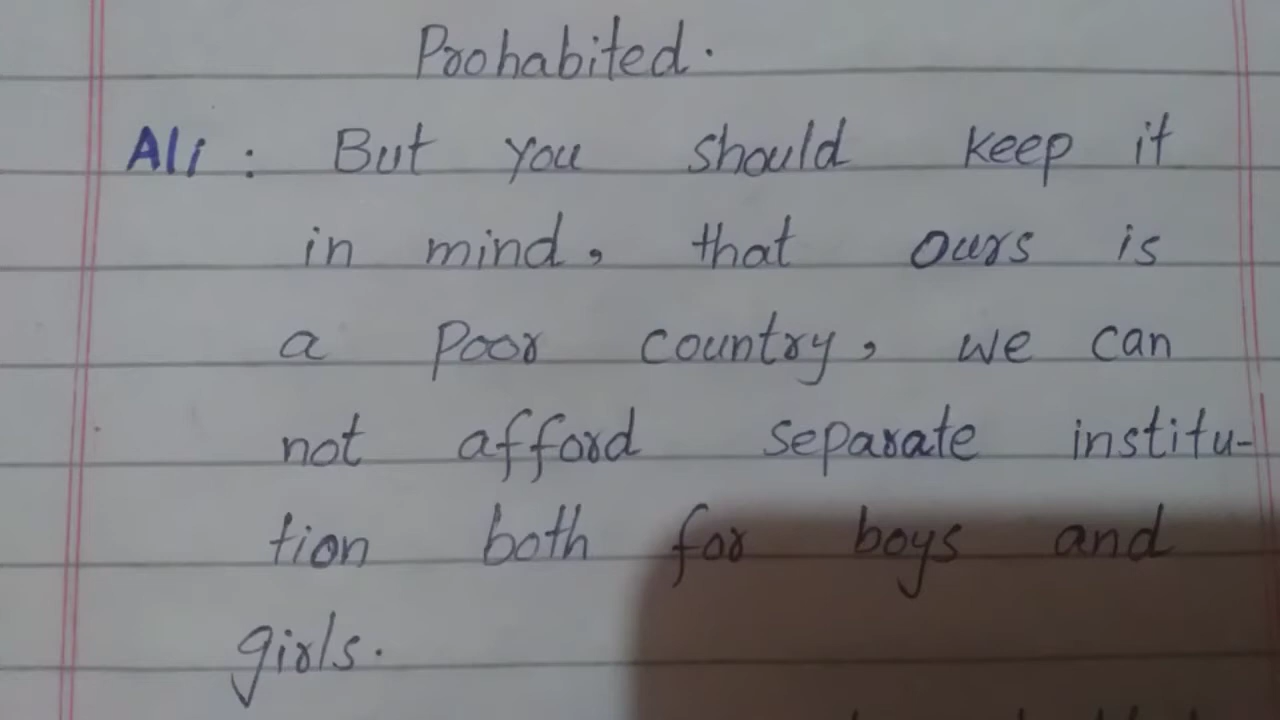 Prohabited.
Ali : But you should keep it
in mind, that ours is
a Poor country, we can
not afford separate institu-
tion both for boys and
girls.